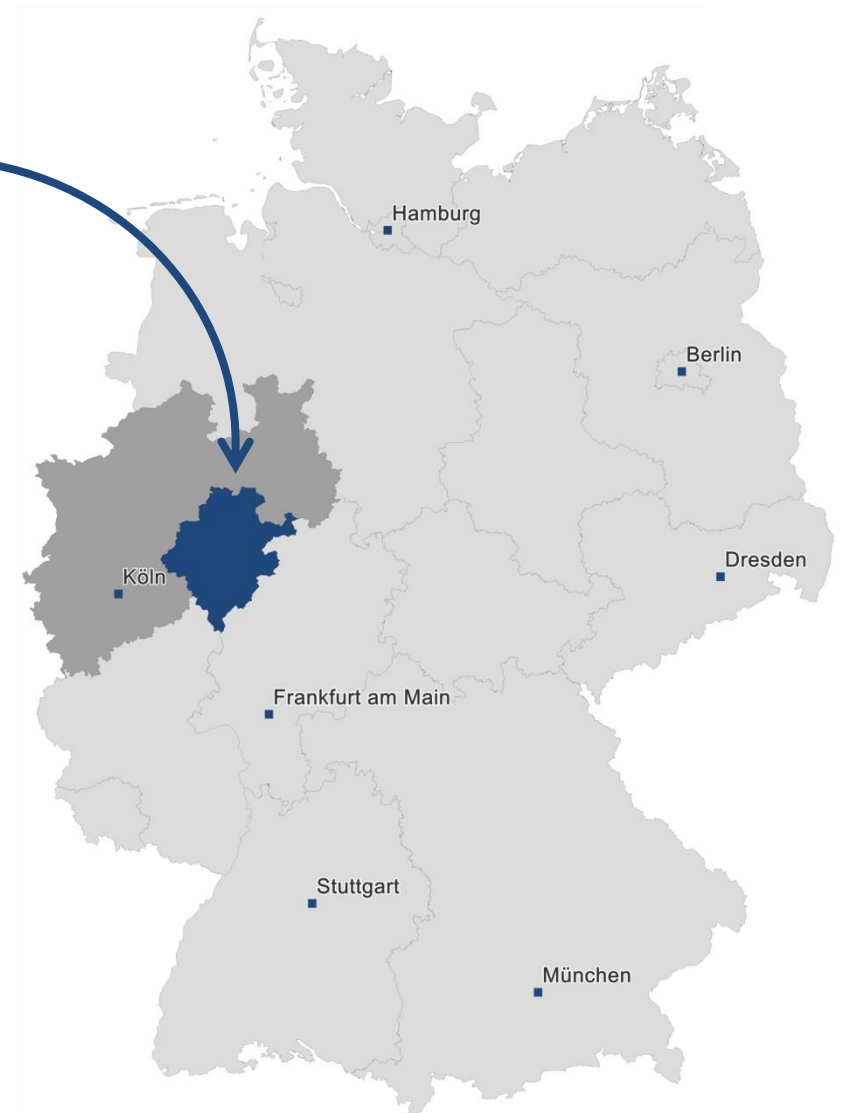 Hamburg
Berlin
Köln
Dresden
Frankfurt am Main
Stuttgart
München